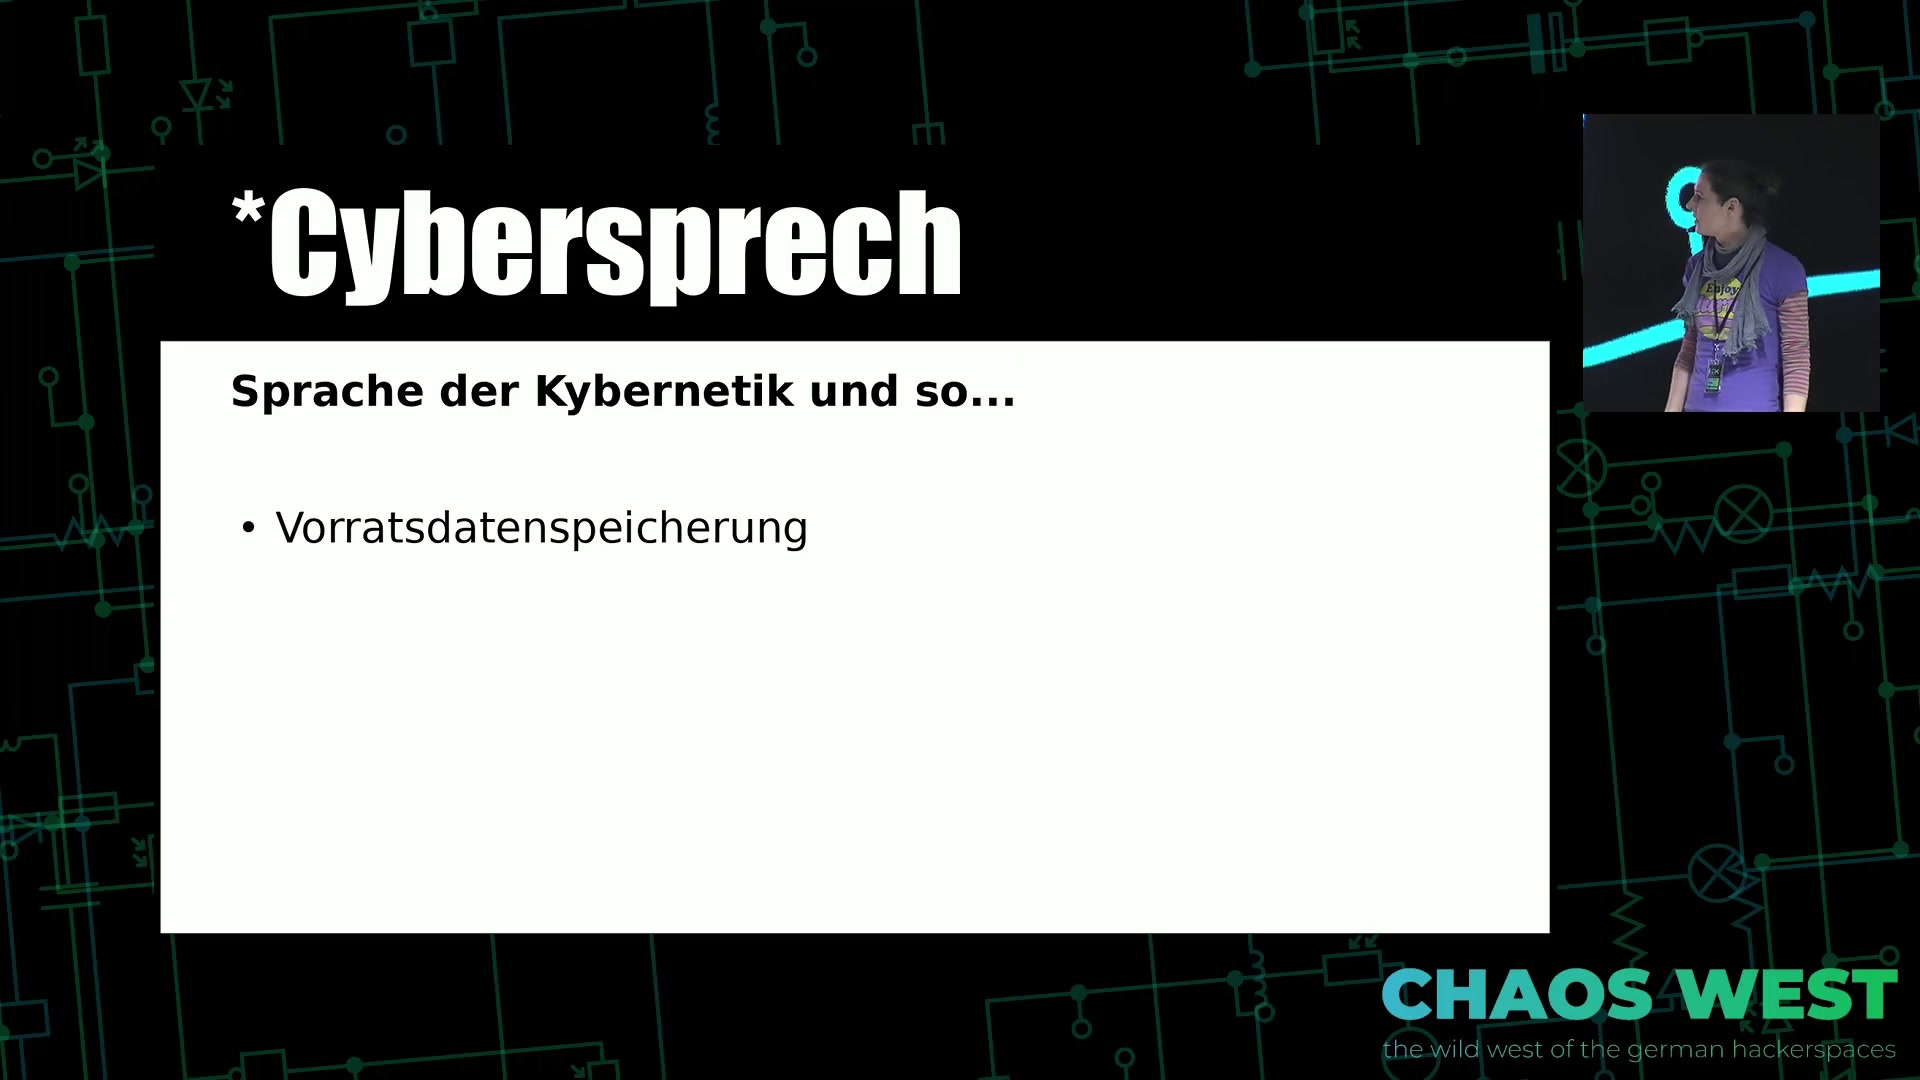 *Cybersprech
Sprache der Kybernetik und so...
• Vorratsdatenspeicherung
Enjoy
CHAOS WEST
the wild west of the german hackerspaces